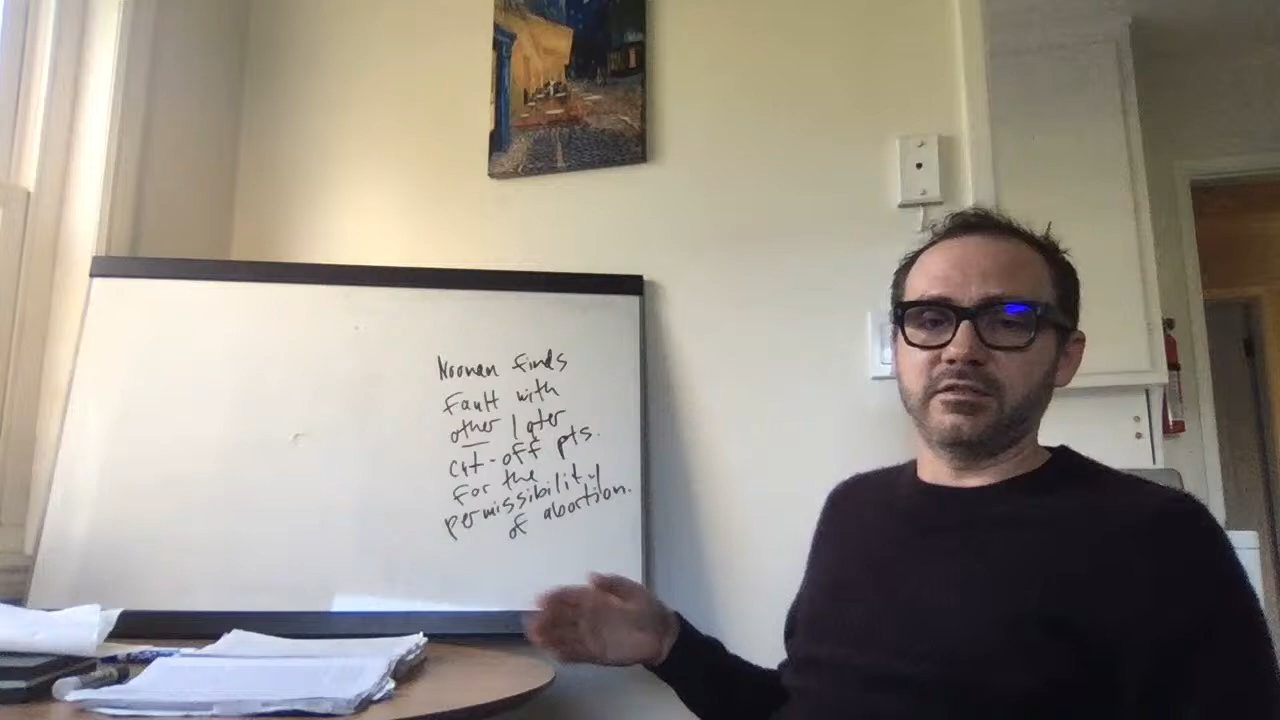 Noonan finds
fault with
other later
cut-off pts.
for the
permissibility
of abortion.